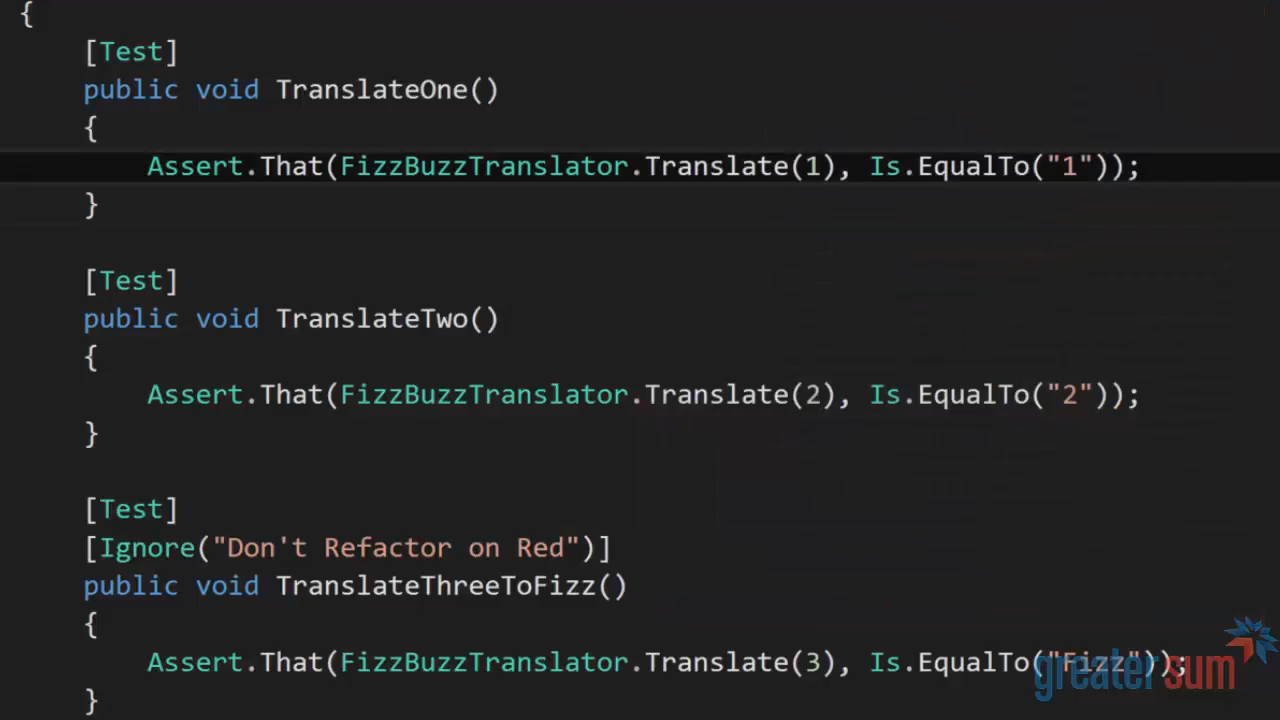 {
[Test]
public void TranslateOne()
{
Assert.That(FizzBuzzTranslator.Translate(1), Is.EqualTo("1"));
}
[Test]
public void TranslateTwo()
{
Assert.That(FizzBuzzTranslator.Translate(2), Is.EqualTo("2"));
}
[Test]
[Ignore("Don't Refactor on Red")]
public void TranslateThreeToFizz()
{
Assert.That(FizzBuzzTranslator.Translate(3), Is.EqualTo("Fizz"));
}
greater sum